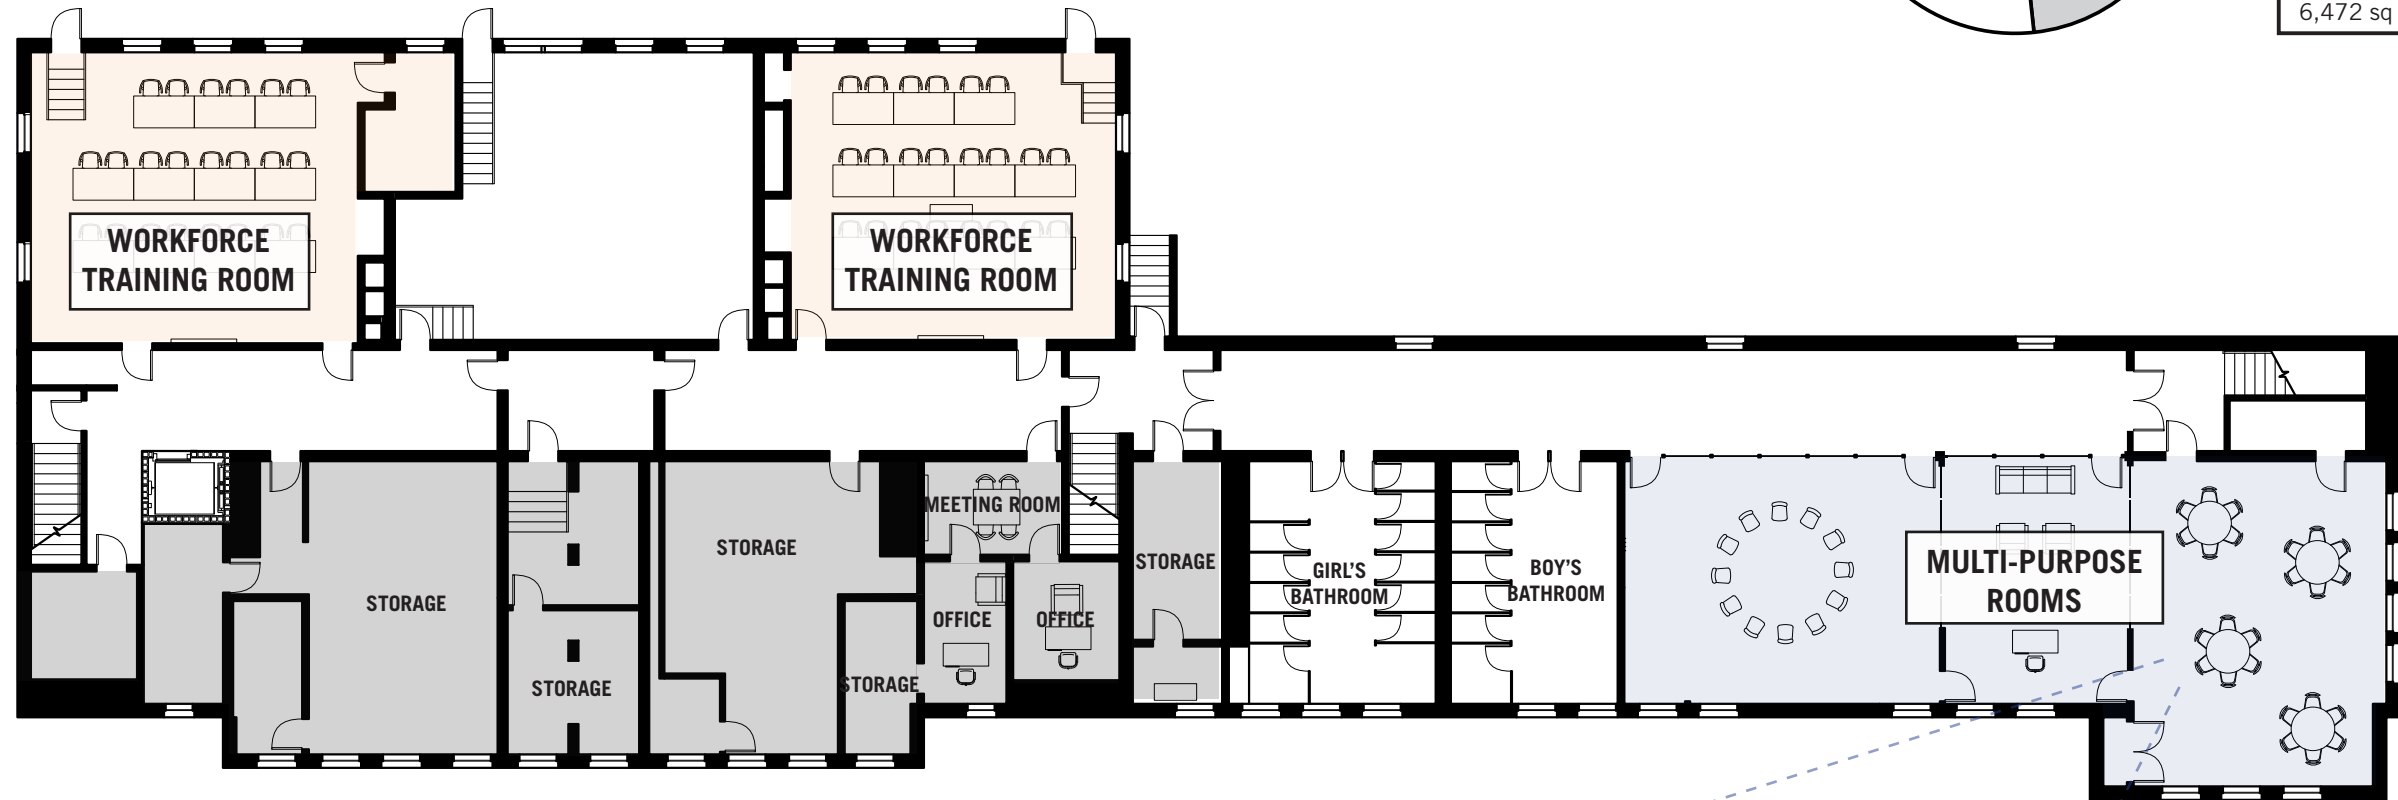 6,472 sq
WORKFORCE
TRAINING ROOM
WORKFORCE
TRAINING ROOM
MEETING ROOM
STORAGE
STORAGE
STORAGE
STORAGE
STORAGE
OFFICE
OFFICE
GIRL'S
BATHROOM
BOY'S
BATHROOM
MULTI-PURPOSE
ROOMS